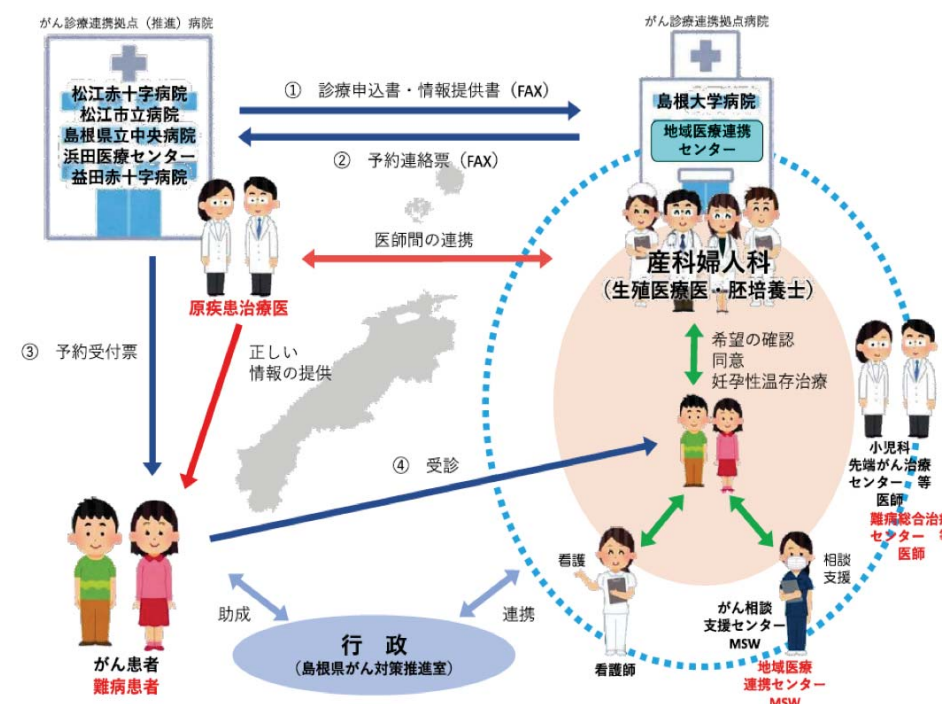 がん診療連携拠点（推進）病院
松江赤十字病院
松江市立病院
島根県立中央病院
浜田医療センター
益田赤十字病院
がん診療連携拠点病院
島根大学病院
地域医療連携
センター
① 診療申込書・情報提供書（FAX）
② 予約連絡票（FAX）
医師間の連携
原疾患治療医
産科婦人科
（生殖医療医・胚培養士）
③ 予約受付票
正しい
情報の提供
希望の確認
同意
妊孕性温存治療
小児科
先端がん治療
センター 等
医師
難病総合治療
センター 等
医師
④ 受診
看護
看護師
相談
支援
がん相談
支援センター
MSW
地域医療
連携センター
MSW
助成
連携
行 政
（島根県がん対策推進室）
がん患者
難病患者